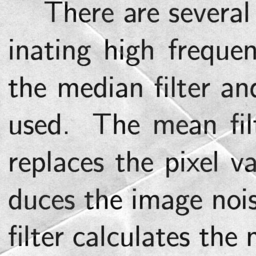 There are several
inating high frequen
the median filter and
used. The mean filt
replaces the pixel va
duces the image nois
filter calculates the